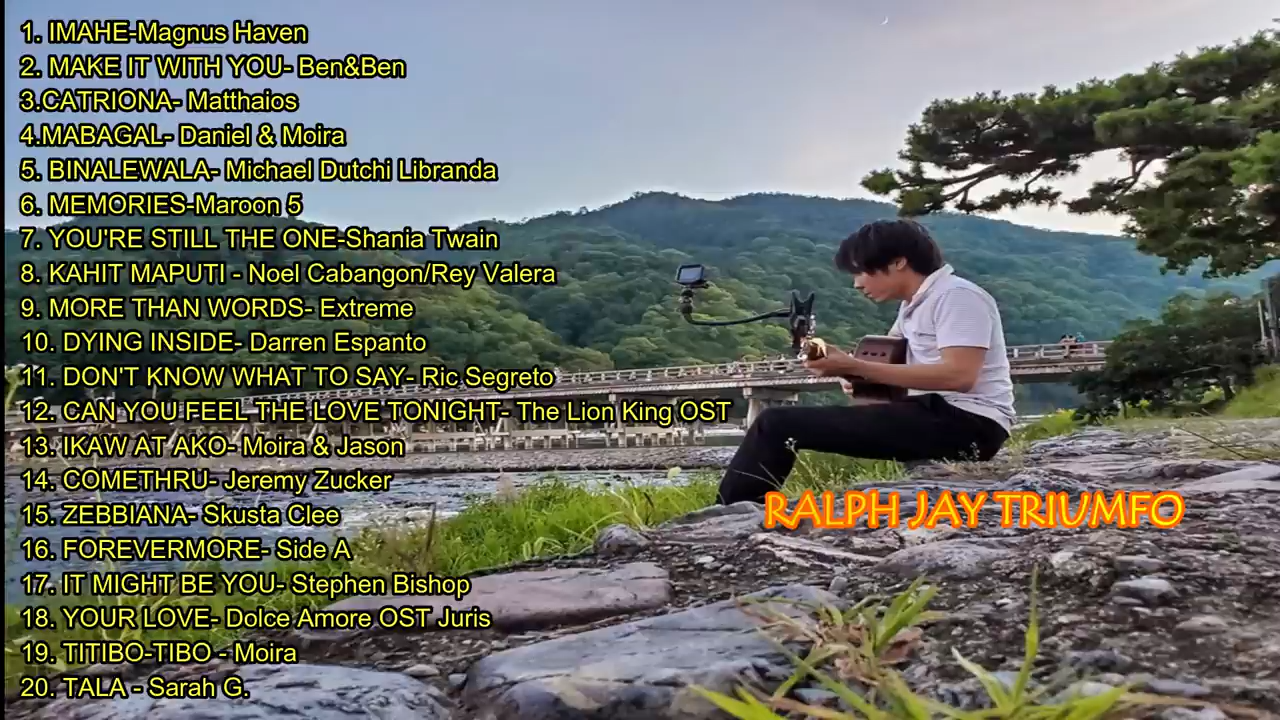 1. IMAHE-Magnus Haven
2. MAKE IT WITH YOU- Ben&Ben
3.CATRIONA- Matthaios
4.MABAGAL- Daniel & Moira
5. BINALEWALA- Michael Dutchi Libranda
6. MEMORIES-Maroon 5
7. YOU'RE STILL THE ONE-Shania Twain
8. KAHIT MAPUTI - Noel Cabangon/Rey Valera
9. MORE THAN WORDS- Extreme
10. DYING INSIDE- Darren Espanto
11. DON'T KNOW WHAT TO SAY- Ric Segreto
12. CAN YOU FEEL THE LOVE TONIGHT- The Lion King OST
13. IKAW AT AKO- Moira & Jason
14. COMETHRU- Jeremy Zucker
15. ZEBBIANA- Skusta Clee
16. FOREVERMORE- Side A
17. IT MIGHT BE YOU- Stephen Bishop
18. YOUR LOVE- Dolce Amore OST Juris
19. TITIBO-TIBO - Moira
20. TALA - Sarah G.
RALPH JAY TRIUMFO